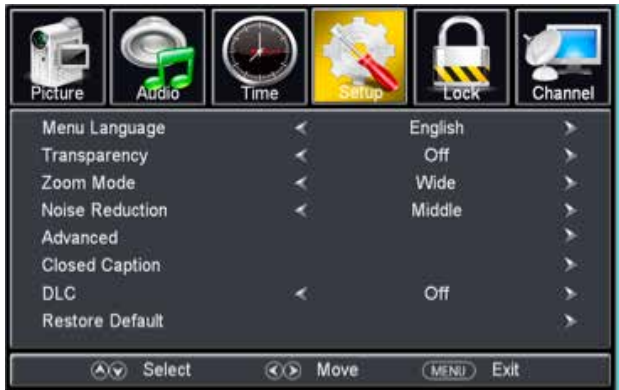 Picture Audio Time Setup Lock Channel
Menu Language English
Transparency Off
Zoom Mode Wide
Noise Reduction Middle
Advanced
Closed Caption
DLC Off
Restore Default
Select Move MENU Exit